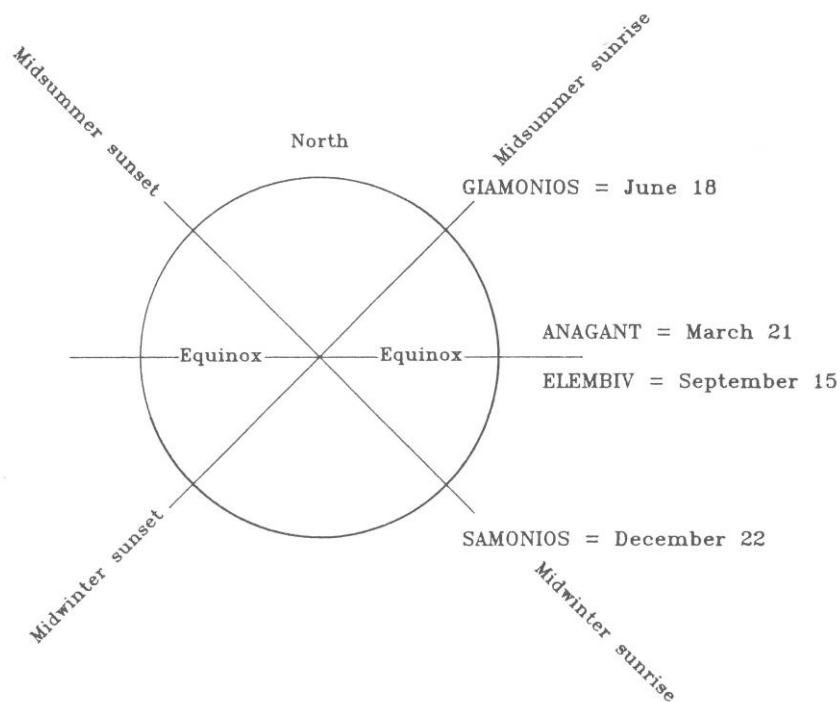 Midsummer sunset
Midsummer sunrise
North
GIAMONIOS = June 18
ANAGANT = March 21
Equinox
Equinox
ELEMBIV = September 15
Midwinter sunset
SAMONIOS = December 22
Midwinter sunrise